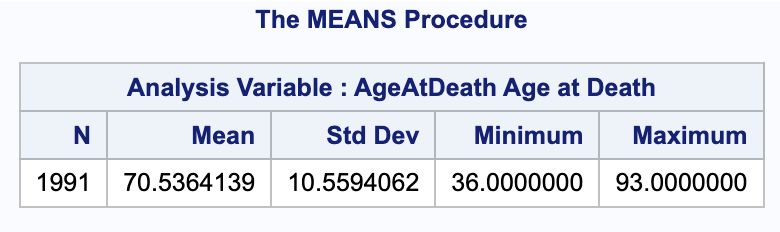 The MEANS Procedure
Analysis Variable : AgeAtDeath Age at Death
N Mean Std Dev Minimum Maximum
1991 70.5364139 10.5594062 36.0000000 93.0000000